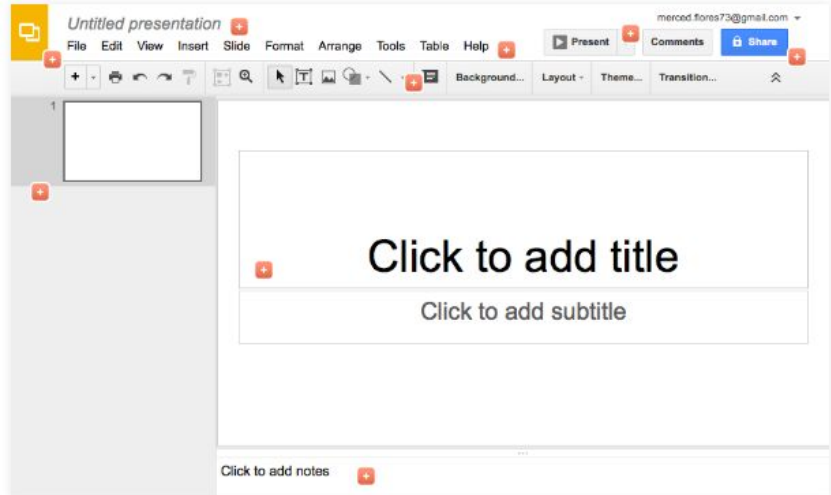 merced.flores73@gmail.com
Untitled presentation
File Edit View Insert Slide Format Arrange Tools Table Help
Present Comments Share
Background... Layout Theme... Transition...
1
Click to add title
Click to add subtitle
Click to add notes